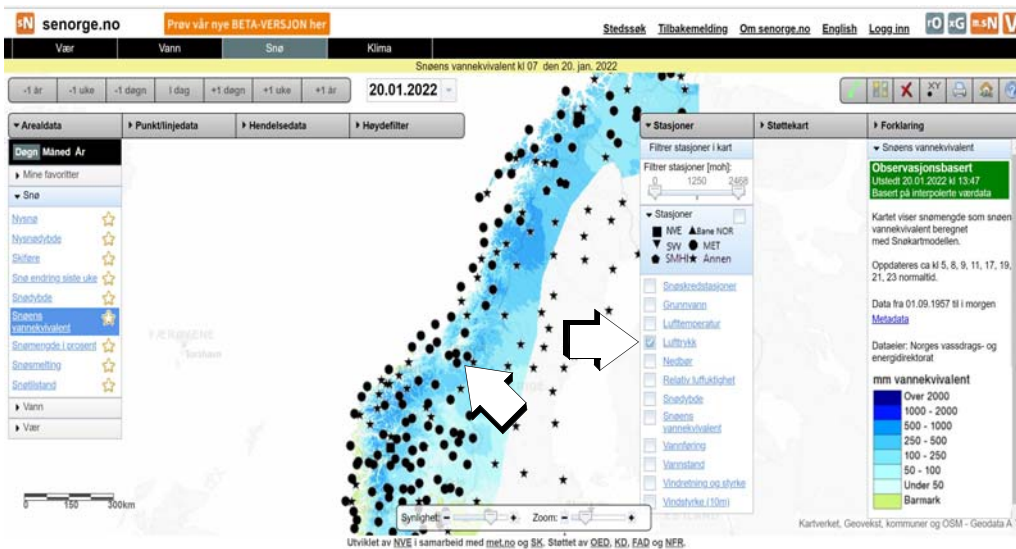 senorge.no
Prøv vår nye BETA-VERSJON her
Stedssøk Tilbakemelding Om senorge.no English Logg inn
Vær Vann Snø Klima
Snøens vannekvivalent kl 07 den 20. jan. 2022
-1 år -1 uke -1 døgn I dag +1 døgn +1 uke +1 år 20.01.2022
Arealdata Punkt/linjedata Hendelsedata Høydefilter Stasjoner Støttekart Forklaring
Døgn Måned År
Mine favoritter
Snø
Nysnø
Nysnødybde
Skiføre
Snø endring siste uke
Snødybde
Snøens
vannekvivalent
Snømengde i prosent
Snøsmelting
Snøtilstand
Vann
Vær
FÆRØYENE
Torshavn
0 150 300km
Filtrer stasjoner i kart
Filtrer stasjoner [moh]:
0 1250 2468
Stasjoner
NVE Bane NOR
SVV MET
SMHI Annen
Snøskredstasjoner
Grunnvann
Lufttemperatur
Lufttrykk
Nedbør
Relativ luftfuktighet
Snødybde
Snøens
vannekvivalent
Vannføring
Vannstand
Vindretning og styrke
Vindstyrke (10m)
Snøens vannekvivalent
Observasjonsbasert
Utstedt 20.01.2022 kl 13:47
Basert på interpolerte værdata
Kartet viser snømengde som snøen
vannekvivalent beregnet
med Snøkartmodellen.
Oppdateres ca kl 5, 8, 9, 11, 17, 19,
21, 23 normaltid.
Data fra 01.09.1957 til i morgen
Metadata
Dataeier: Norges vassdrags- og
energidirektorat
mm vannekvivalent
Over 2000
1000 - 2000
500 - 1000
250 - 500
100 - 250
50 - 100
Under 50
Barmark
Synlighet: - + Zoom: - +
Kartverket, Geovekst, kommuner og OSM - Geodata A
Utviklet av NVE i samarbeid med met.no og SK. Støttet av OED, KD, FAD og NFR.